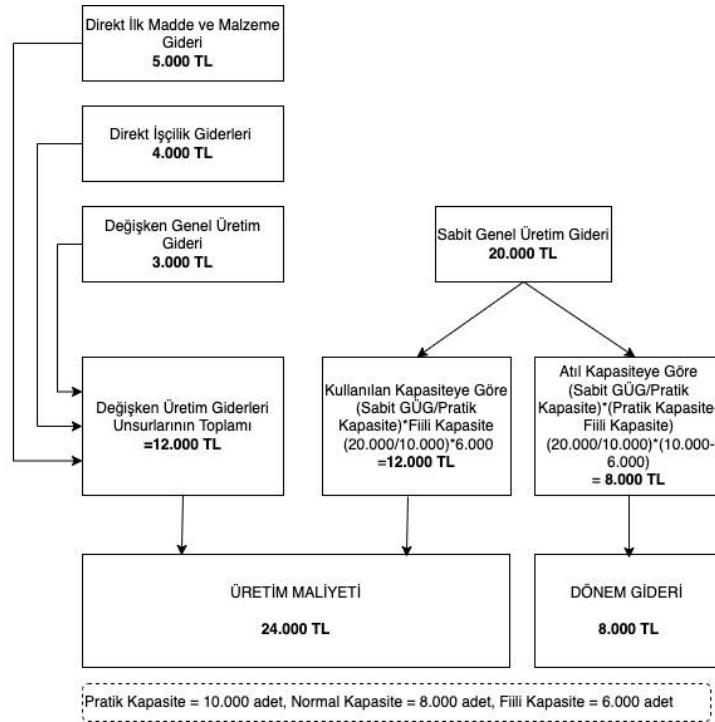 Direkt İlk Madde ve Malzeme
Gideri
5.000 TL
Direkt İşçilik Giderleri
4.000 TL
Değişken Genel Üretim
Gideri
3.000 TL
Sabit Genel Üretim Gideri
20.000 TL
Değişken Üretim Giderleri
Unsurlarının Toplamı
=12.000 TL
Kullanılan Kapasiteye Göre
(Sabit GÜG/Pratik
Kapasite)*Fiili Kapasite
(20.000/10.000)*6.000
=12.000 TL
Atıl Kapasiteye Göre
(Sabit GÜG/Pratik
Kapasite)*(Pratik Kapasite-
Fiili Kapasite)
(20.000/10.000)*(10.000-
6.000)
= 8.000 TL
ÜRETİM MALİYETİ
24.000 TL
DÖNEM GİDERİ
8.000 TL
Pratik Kapasite = 10.000 adet, Normal Kapasite = 8.000 adet, Fiili Kapasite = 6.000 adet